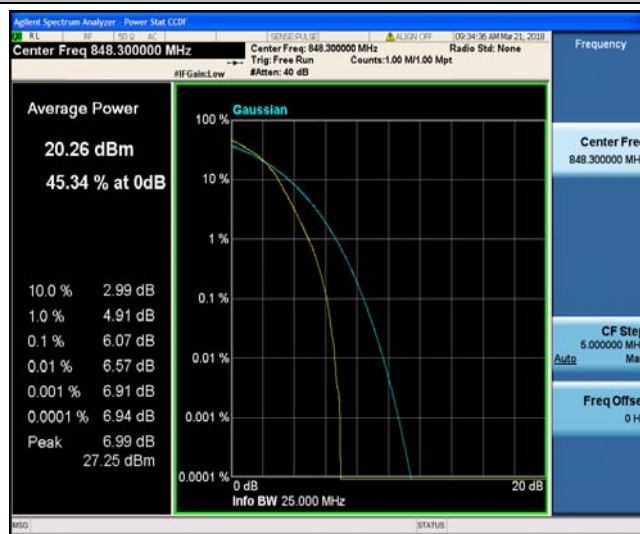 Agilent Spectrum Analyzer - Power Stat CCDF
RL RF 50 Ω AC SENSE:PULSE ALIGN OFF 09:34:36 AM Mar 21, 2018
Center Freq 848.300000 MHz
Center Freq: 848.300000 MHz Radio Std: None
Trig: Free Run Counts:1.00 M/1.00 Mpt
#IFGain:Low #Atten: 40 dB
Frequency
Average Power
20.26 dBm
45.34 % at 0dB
10.0 % 2.99 dB
1.0 % 4.91 dB
0.1 % 6.07 dB
0.01 % 6.57 dB
0.001 % 6.91 dB
0.0001 % 6.94 dB
Peak 6.99 dB
27.25 dBm
Gaussian
100 %
10 %
1 %
0.1 %
0.01 %
0.001 %
0.0001 %
0 dB 20 dB
Info BW 25.000 MHz
Center Fre
848.300000 MH
CF Ste
5.000000 MH
Auto Ma
Freq Offse
0 H
MSG STATUS